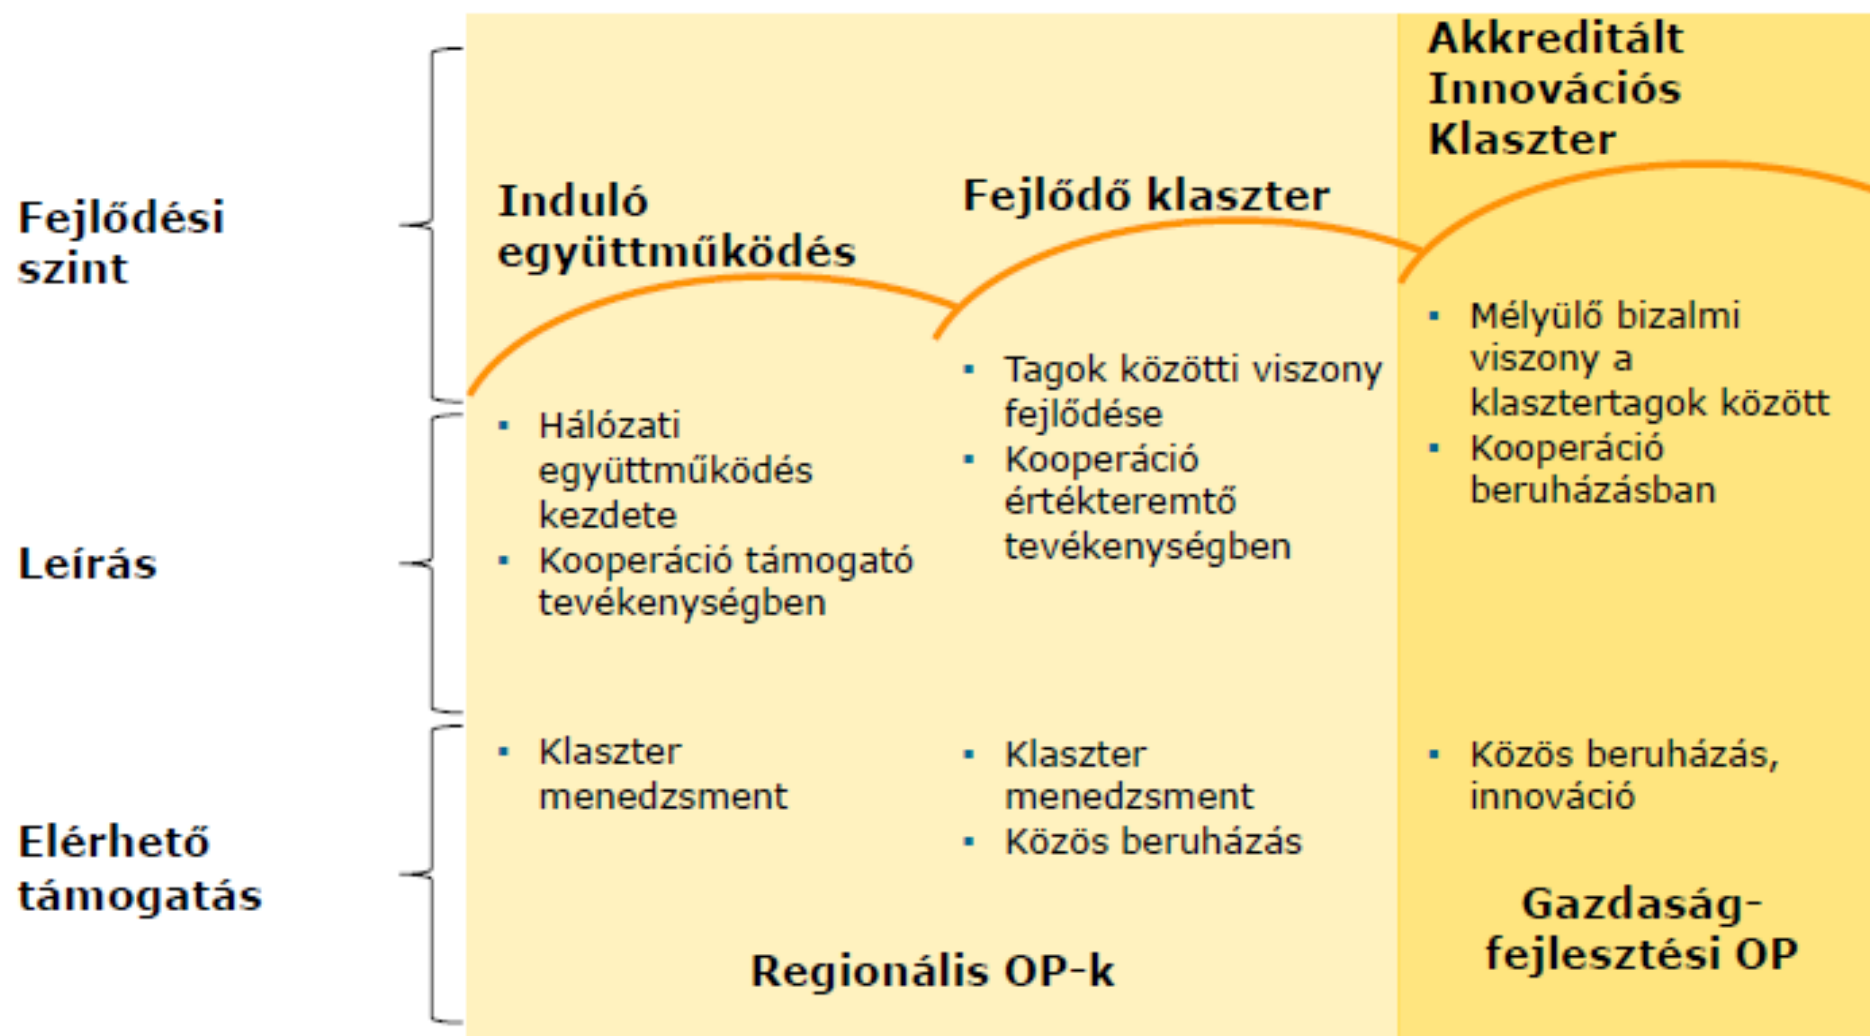 Fejlődési
szint
Induló
együttműködés
Fejlődő klaszter
Akkreditált
Innovációs
Klaszter
Leírás
▪ Hálózati
együttműködés
kezdete
▪ Kooperáció támogató
tevékenységben
▪ Tagok közötti viszony
fejlődése
▪ Kooperáció
értékteremtő
tevékenységben
▪ Mélyülő bizalmi
viszony a
klasztertagok között
▪ Kooperáció
beruházásban
Elérhető
támogatás
▪ Klaszter
menedzsment
▪ Klaszter
menedzsment
▪ Közös beruházás
▪ Közös beruházás,
innováció
Regionális OP-k
Gazdaság-
fejlesztési OP